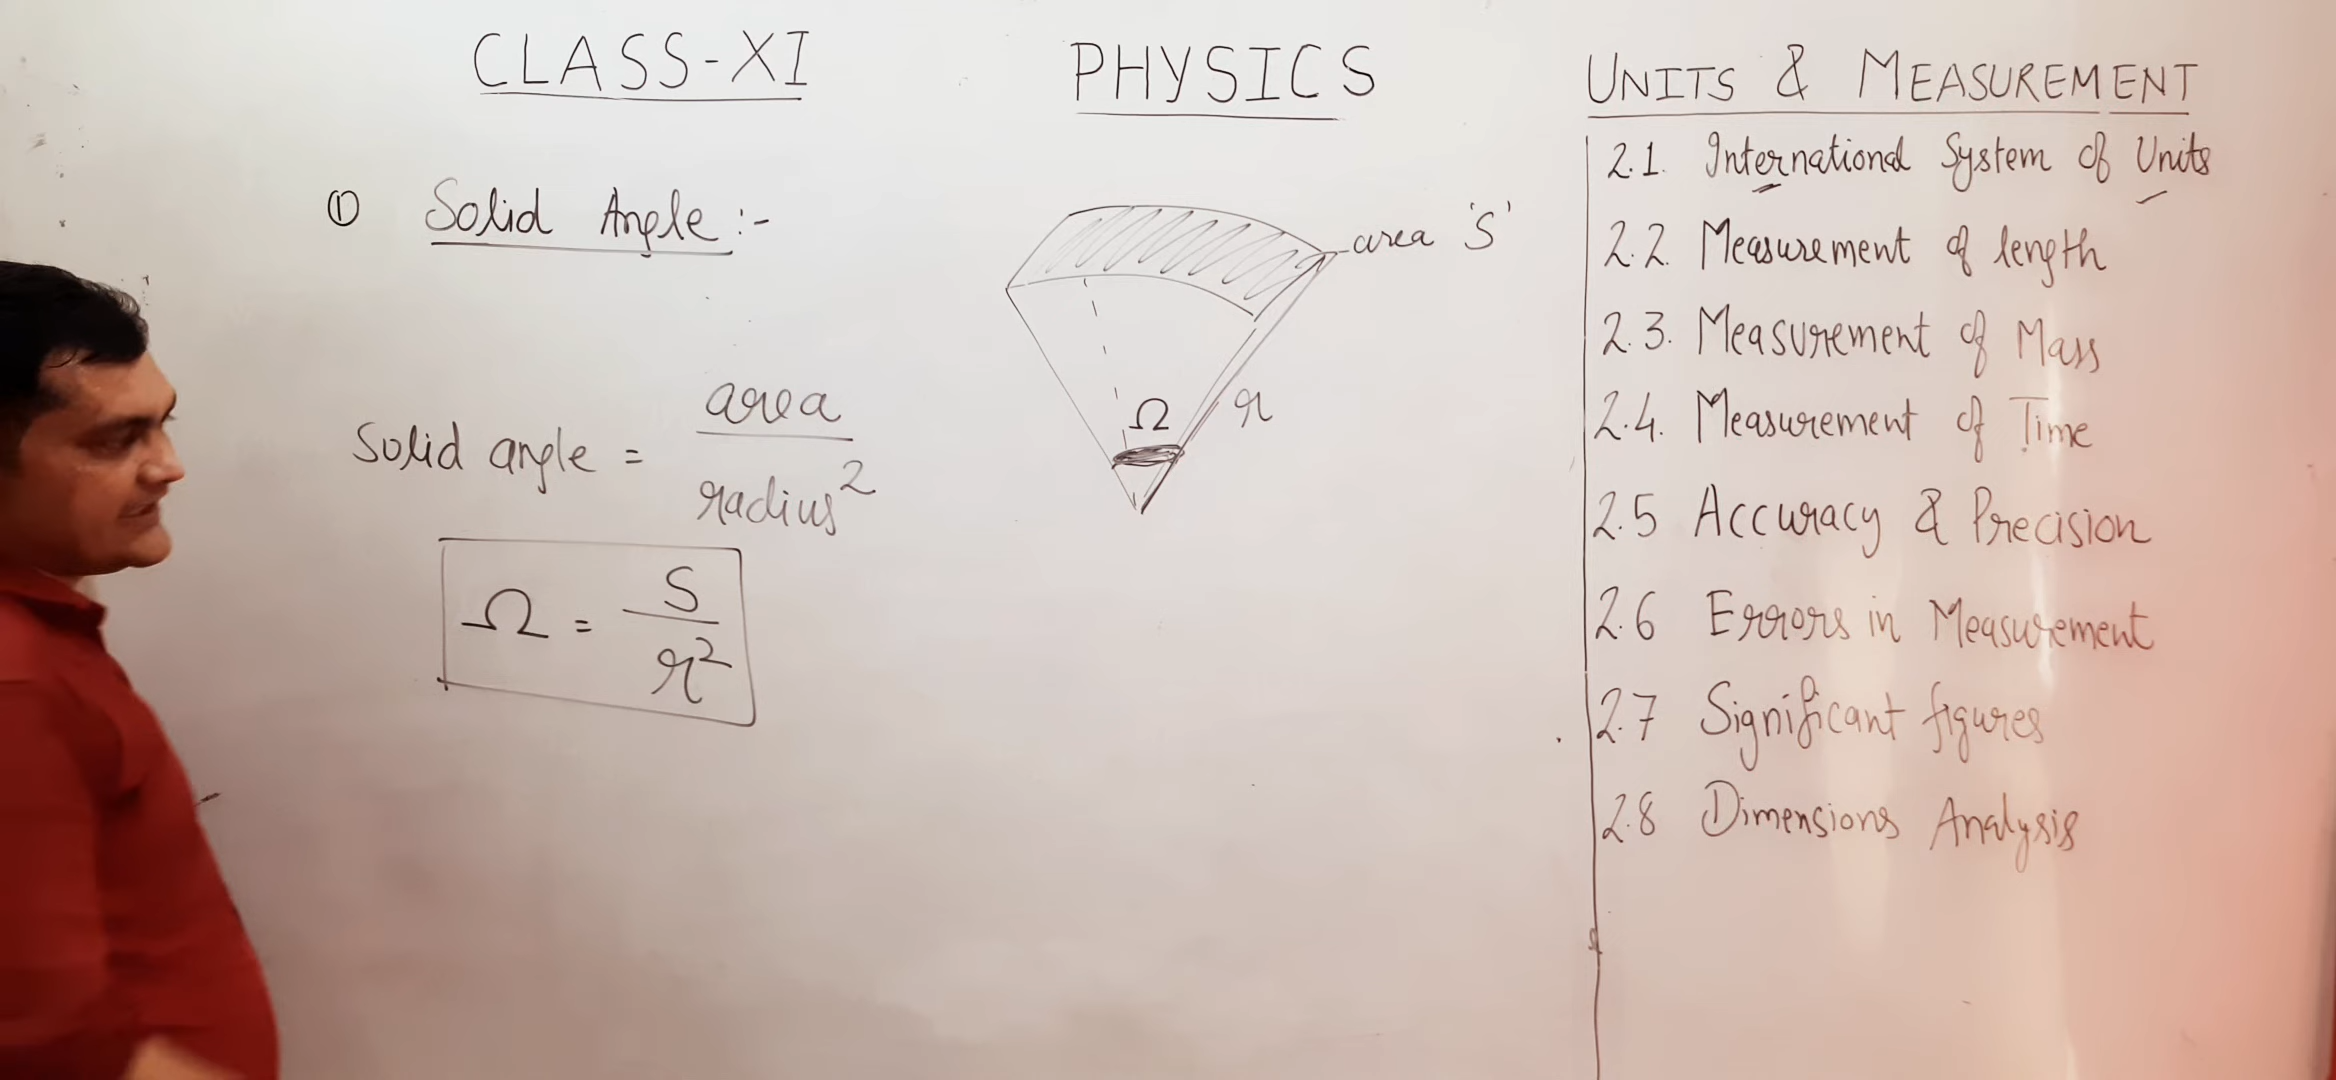 CLASS-XI
PHYSICS
UNITS & MEASUREMENT
① Solid Angle :-
Solid angle = area / radius²
Ω = S / r²
area 'S'
Ω
r
2.1. International System of Units
2.2. Measurement of length
2.3. Measurement of Mass
2.4. Measurement of Time
2.5 Accuracy & Precision
2.6 Errors in Measurement
2.7 Significant figures
2.8 Dimensions Analysis